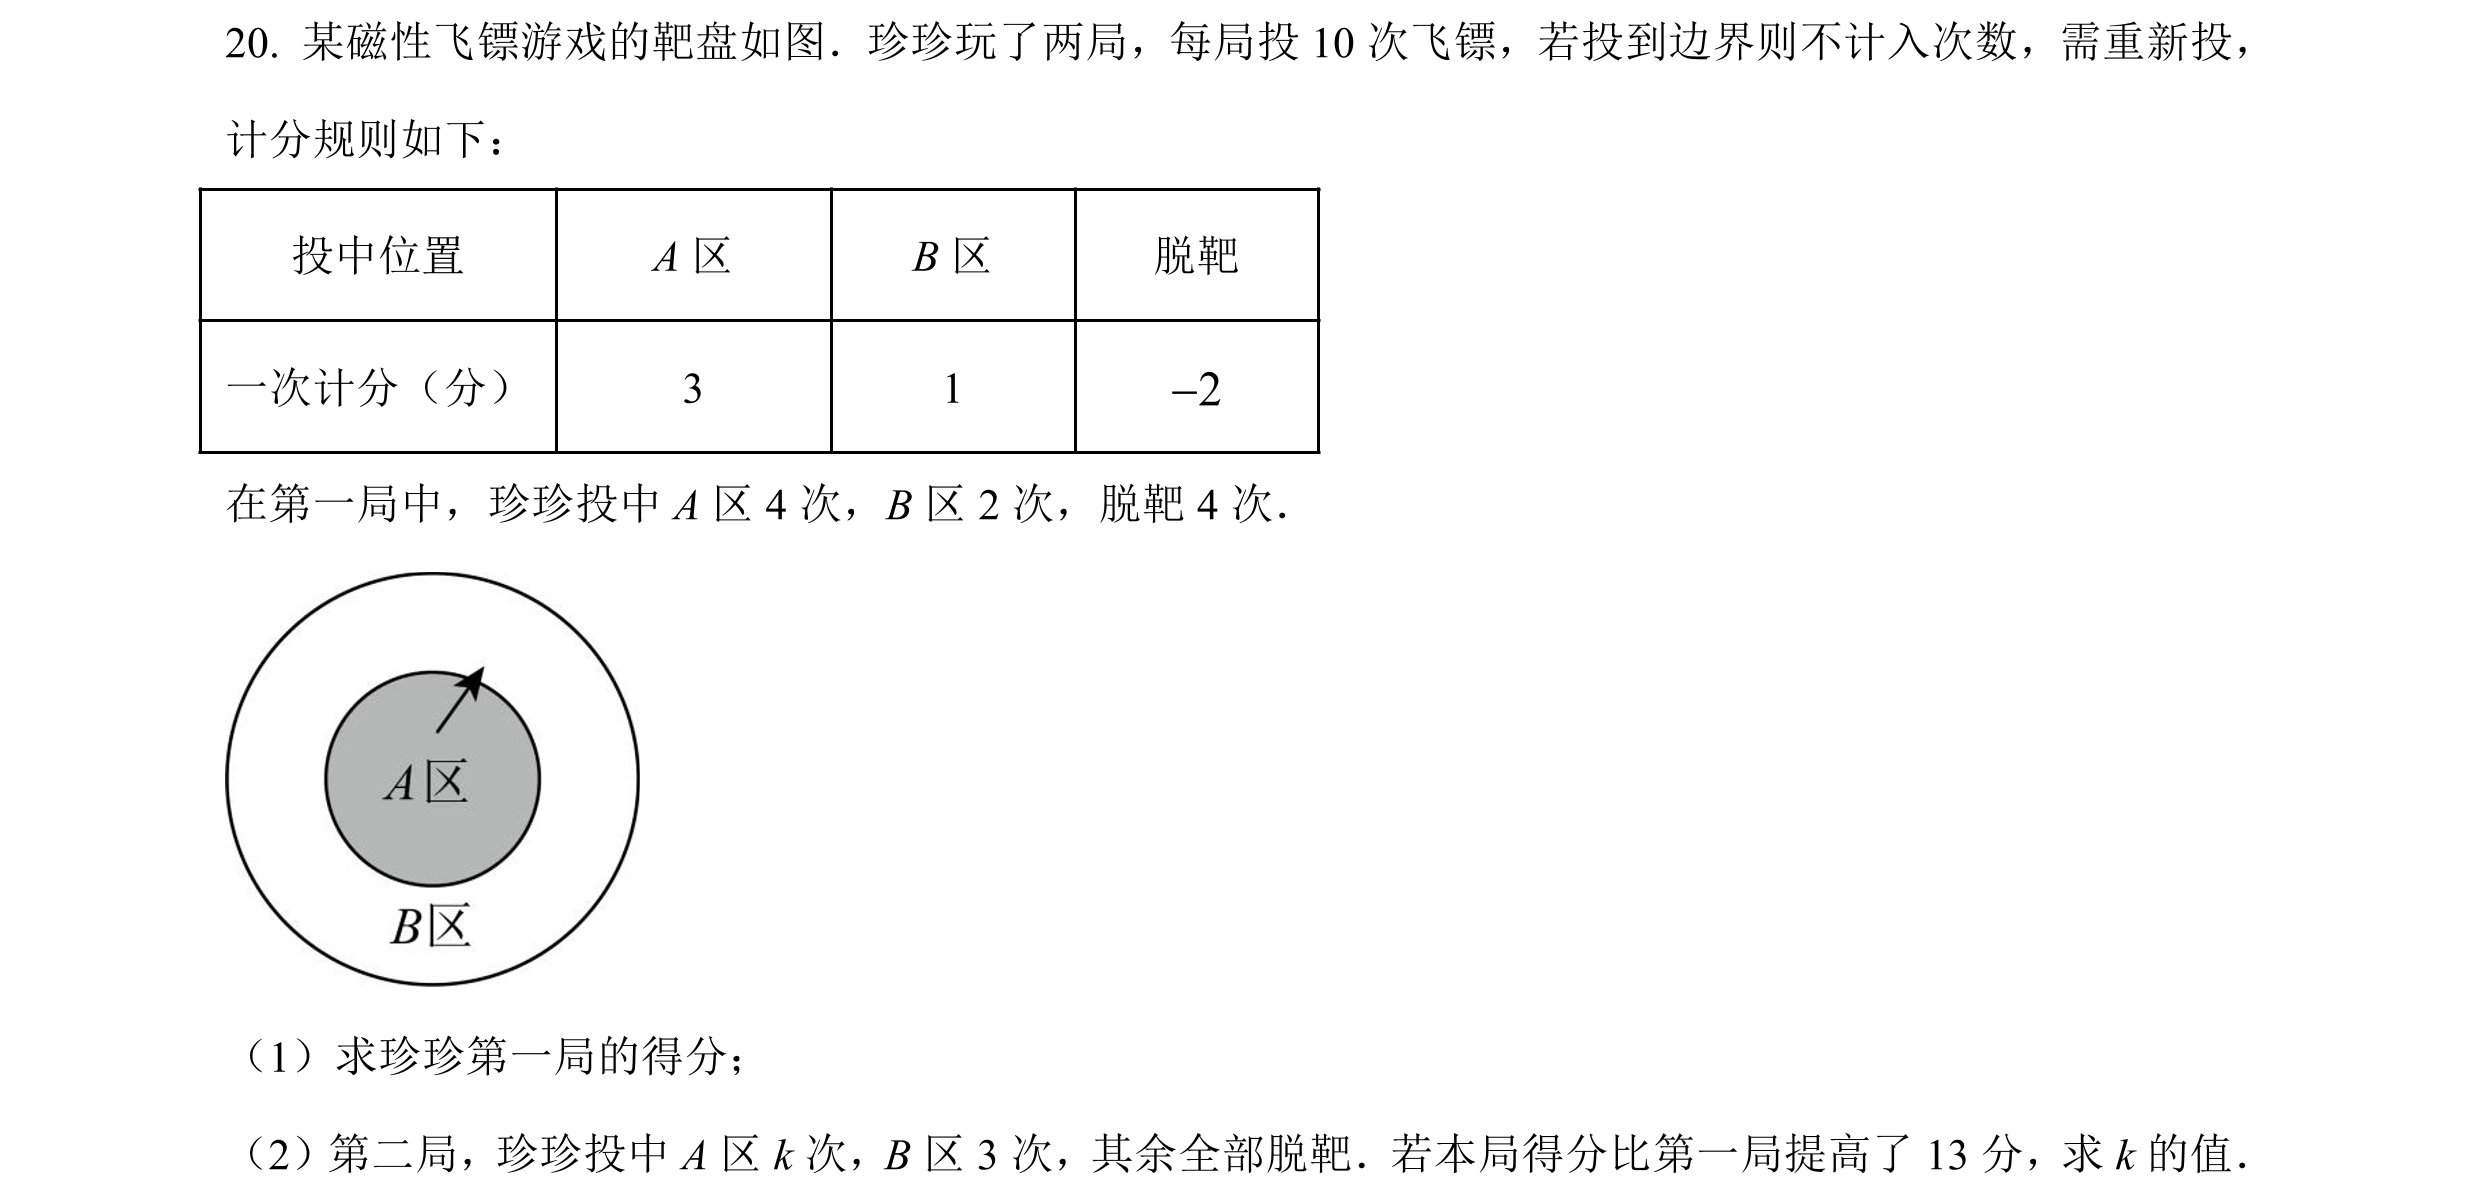 20. 某磁性飞镖游戏的靶盘如图．珍珍玩了两局，每局投 10 次飞镖，若投到边界则不计入次数，需重新投，
计分规则如下：
投中位置 A 区 B 区 脱靶
一次计分（分） 3 1 –2
在第一局中，珍珍投中 A 区 4 次，B 区 2 次，脱靶 4 次．
A区
B区
（1）求珍珍第一局的得分；
（2）第二局，珍珍投中 A 区 k 次，B 区 3 次，其余全部脱靶．若本局得分比第一局提高了 13 分，求 k 的值．